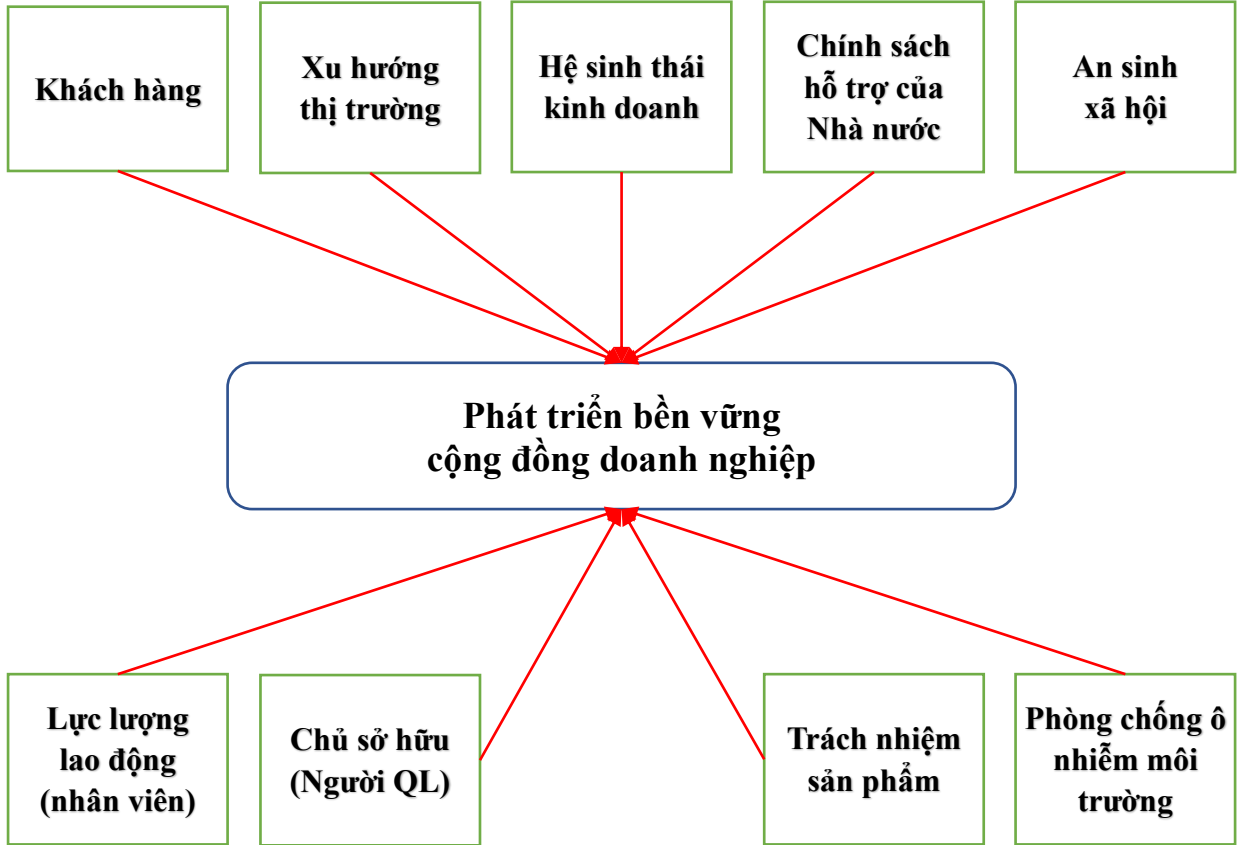 Khách hàng
Xu hướng
thị trường
Hệ sinh thái
kinh doanh
Chính sách
hỗ trợ của
Nhà nước
An sinh
xã hội
Phát triển bền vững
cộng đồng doanh nghiệp
Lực lượng
lao động
(nhân viên)
Chủ sở hữu
(Người QL)
Trách nhiệm
sản phẩm
Phòng chống ô
nhiễm môi
trường